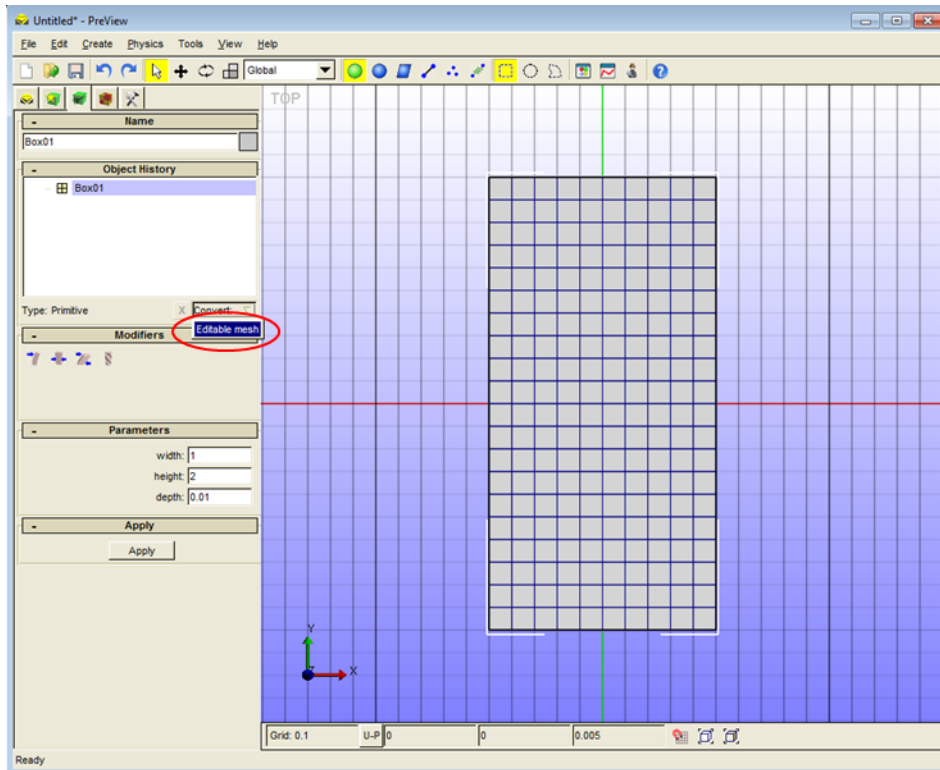 Untitled* - PreView
File Edit Create Physics Tools View Help
Global
TOP
- Name
Box01
- Object History
Box01
Type: Primitive X Convert:
Editable mesh
- Modifiers
- Parameters
width: 1
height: 2
depth: 0.01
- Apply
Apply
Y
Z X
Grid: 0.1 U-P 0 0 0.005
Ready